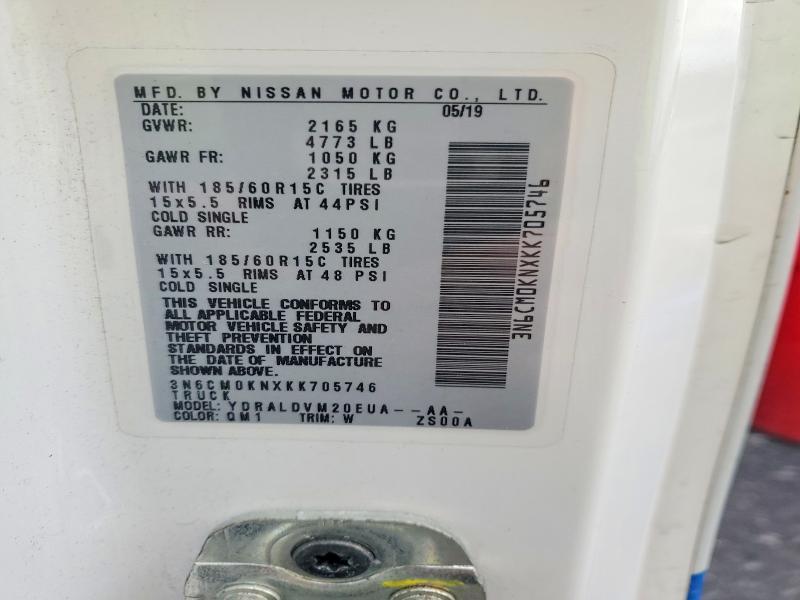 MFD. BY NISSAN MOTOR CO., LTD.
DATE: 05/19
GVWR: 2165 KG
4773 LB
GAWR FR: 1050 KG
2315 LB
WITH 185/60R15C TIRES
15x5.5 RIMS AT 44PSI
COLD SINGLE
GAWR RR: 1150 KG
2535 LB
WITH 185/60R15C TIRES
15x5.5 RIMS AT 48 PSI
COLD SINGLE
THIS VEHICLE CONFORMS TO
ALL APPLICABLE FEDERAL
MOTOR VEHICLE SAFETY AND
THEFT PREVENTION
STANDARDS IN EFFECT ON
THE DATE OF MANUFACTURE
SHOWN ABOVE.
3N6CM0KNXKK705746
TRUCK
MODEL: YDRALDVM20EUA--AA-
COLOR: QM1 TRIM: W ZS00A
3N6CM0KNXKK705746